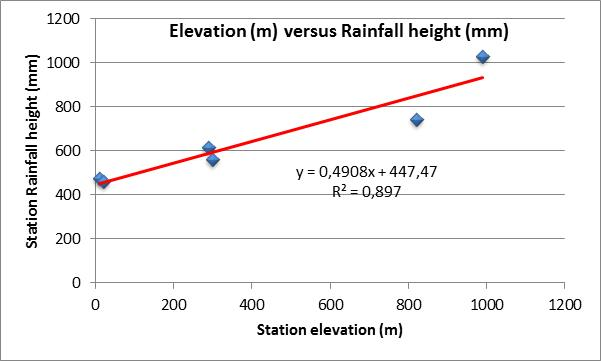 Elevation (m) versus Rainfall height (mm)
1200
1000
800
600
400
200
0
Station Rainfall height (mm)
y = 0,4908x + 447,47
R² = 0,897
0 200 400 600 800 1000 1200
Station elevation (m)